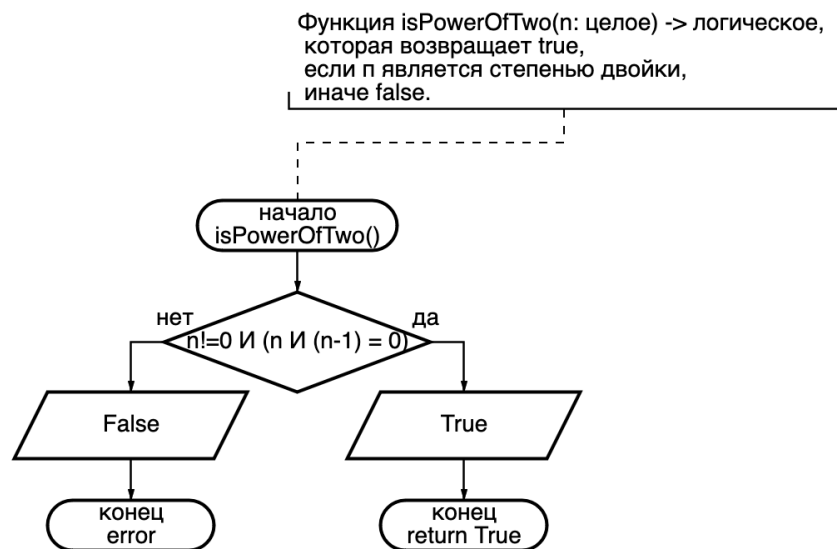 Функция isPowerOfTwo(n: целое) -> логическое,
которая возвращает true,
если п является степенью двойки,
иначе false.
начало
isPowerOfTwo()
нет
да
n!=0 И (n И (n-1) = 0)
False
True
конец
error
конец
return True